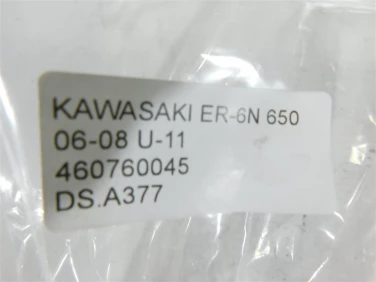 KAWASAKI ER-6N 650
06-08 U-11
460760045
DS.A377